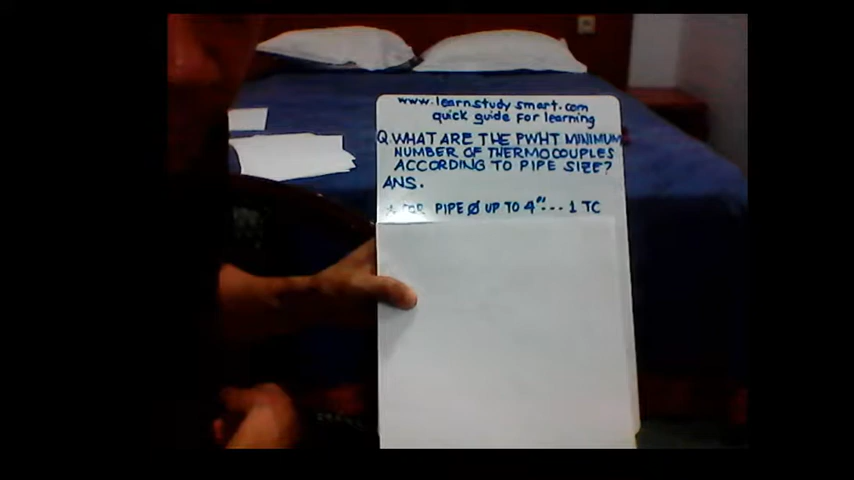 www.learnstudysmart.com
quick guide for learning
Q. WHAT ARE THE PWHT MINIMUM
NUMBER OF THERMOCOUPLES
ACCORDING TO PIPE SIZE?
ANS.
FOR PIPE Ø UP TO 4"--- 1 TC